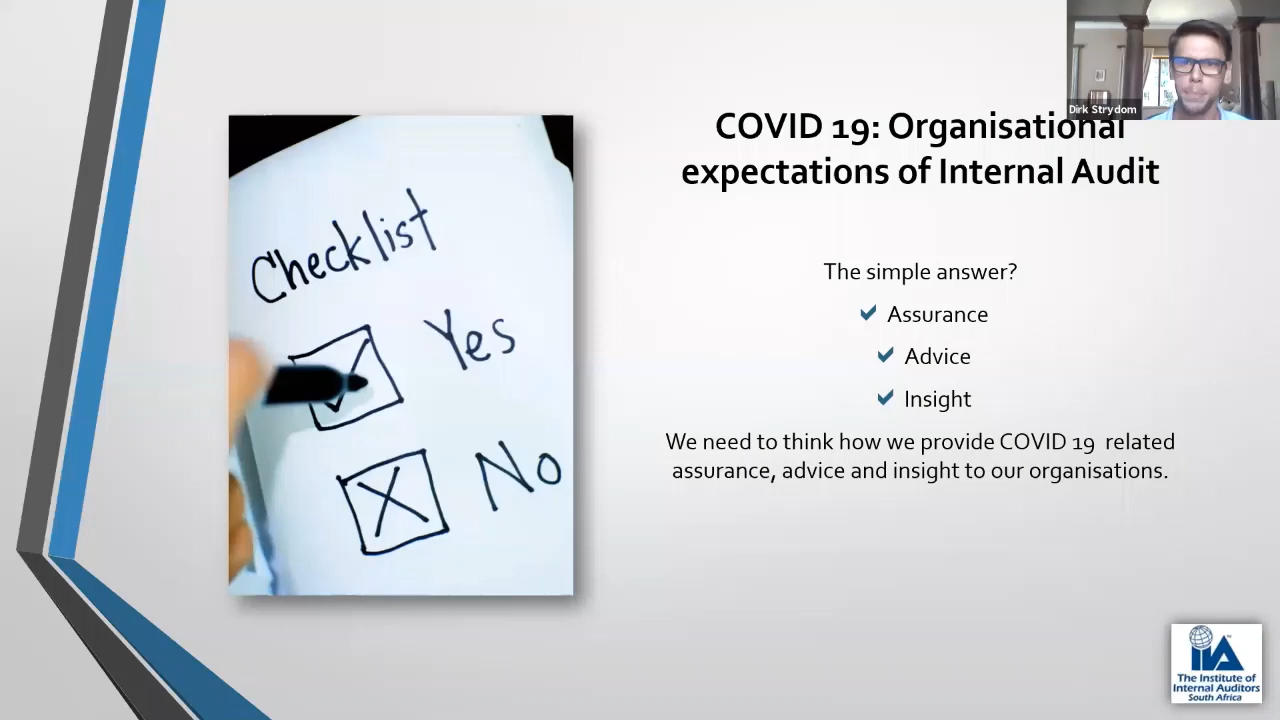 Dirk Strydom
COVID 19: Organisational
expectations of Internal Audit
Checklist
Yes
No
The simple answer?
Assurance
Advice
Insight
We need to think how we provide COVID 19 related
assurance, advice and insight to our organisations.
IIA
The Institute of
Internal Auditors
South Africa